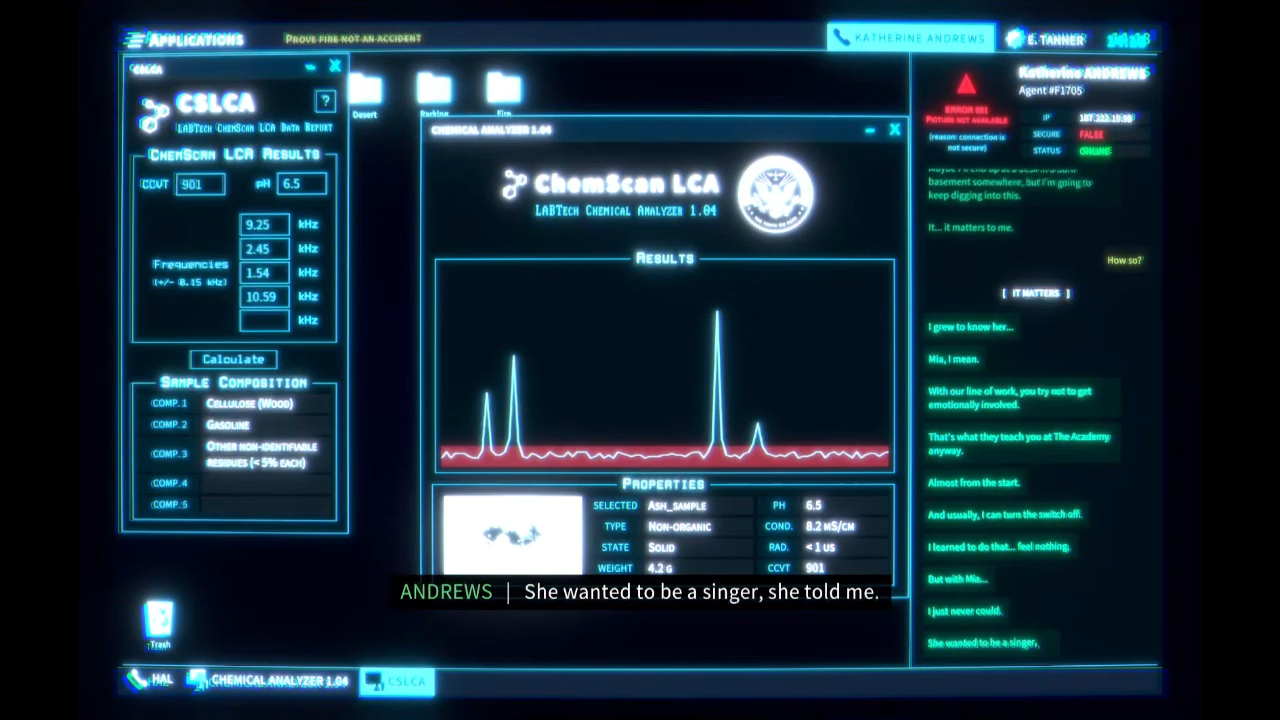 APPLICATIONS
PROVE FIRE NOT AN ACCIDENT
KATHERINE ANDREWS
E. TANNER
CSLCA
CSLCA
?
LABTECH CHEMSCAN LCA DATA REPORT
CHEMSCAN LCA RESULTS
CCVT 901 pH 6.5
9.25 kHz
2.45 kHz
Frequencies
(+/- 0.15 kHz)
1.54 kHz
10.59 kHz
kHz
Calculate
SAMPLE COMPOSITION
COMP.1 CELLULOSE (WOOD)
COMP.2 GASOLINE
COMP.3 OTHER NON-IDENTIFIABLE
RESIDUES (< 5% EACH)
COMP.4
COMP.5
Desert
Parking
Fire
CHEMICAL ANALYZER 1.04
ChemScan LCA
LABTech Chemical Analyzer 1.04
RESULTS
PROPERTIES
SELECTED ASH_SAMPLE PH 6.5
TYPE NON-ORGANIC COND. 8.2 MS/CM
STATE SOLID RAD. < 1 US
WEIGHT 4.2 G CCVT 901
ANDREWS | She wanted to be a singer, she told me.
Katherine ANDREWS
Agent #F1705
ERROR 901
PICTURE NOT AVAILABLE
(reason: connection is
not secure)
IP
SECURE FALSE
STATUS ONLINE
basement somewhere, but I'm going to
keep digging into this.
It... it matters to me.
How so?
[ IT MATTERS ]
I grew to know her...
Mia, I mean.
With our line of work, you try not to get
emotionally involved.
That's what they teach you at The Academy
anyway.
Almost from the start.
And usually, I can turn the switch off.
I learned to do that... feel nothing.
But with Mia...
I just never could.
She wanted to be a singer,
Trash
HAL
CHEMICAL ANALYZER 1.04
CSLCA